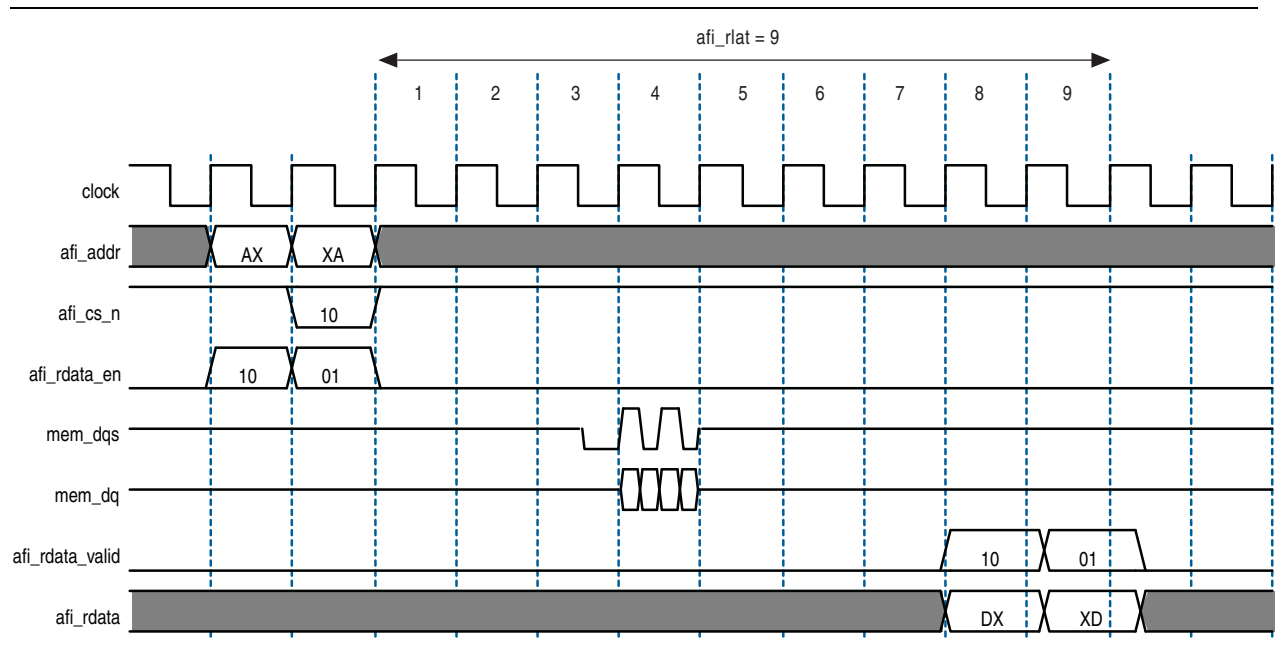 afi_rlat = 9
1 2 3 4 5 6 7 8 9
clock
afi_addr AX XA
afi_cs_n 10
afi_rdata_en 10 01
mem_dqs
mem_dq
afi_rdata_valid 10 01
afi_rdata DX XD